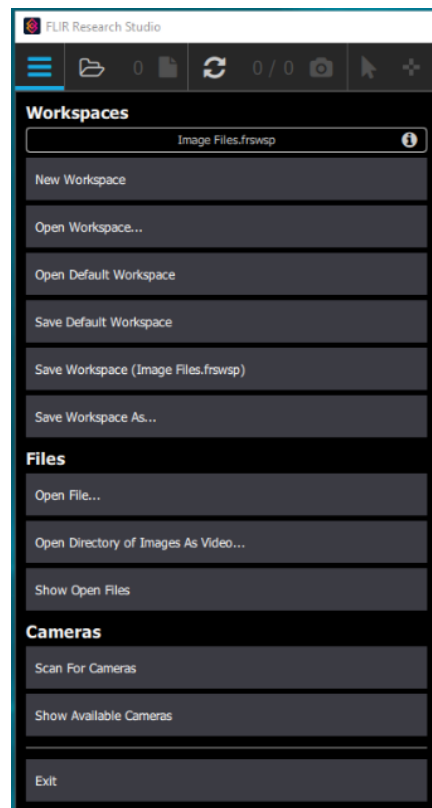 FLIR Research Studio
0 0 / 0
Workspaces
Image Files.frswsp
New Workspace
Open Workspace...
Open Default Workspace
Save Default Workspace
Save Workspace (Image Files.frswsp)
Save Workspace As...
Files
Open File...
Open Directory of Images As Video...
Show Open Files
Cameras
Scan For Cameras
Show Available Cameras
Exit